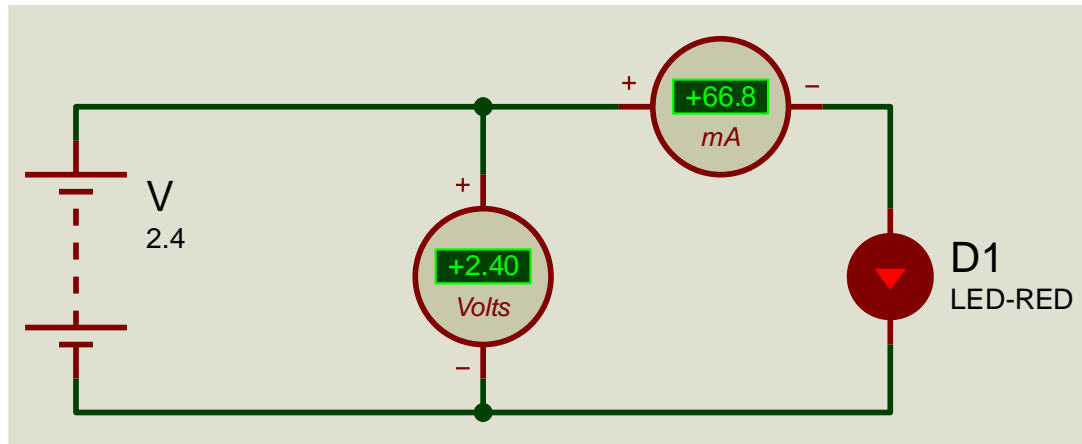 V
2.4
+
+2.40
Volts
−
+
+66.8
mA
−
D1
LED-RED